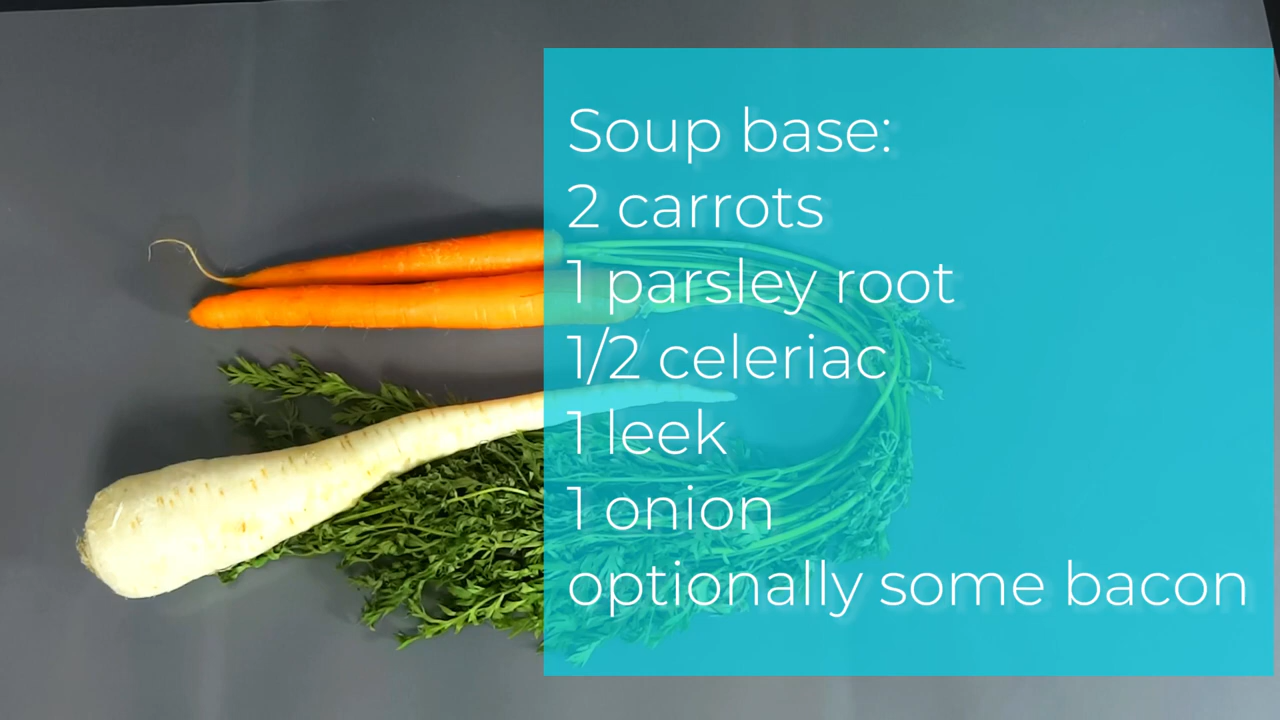 Soup base:
2 carrots
1 parsley root
1/2 celeriac
1 leek
1 onion
optionally some bacon